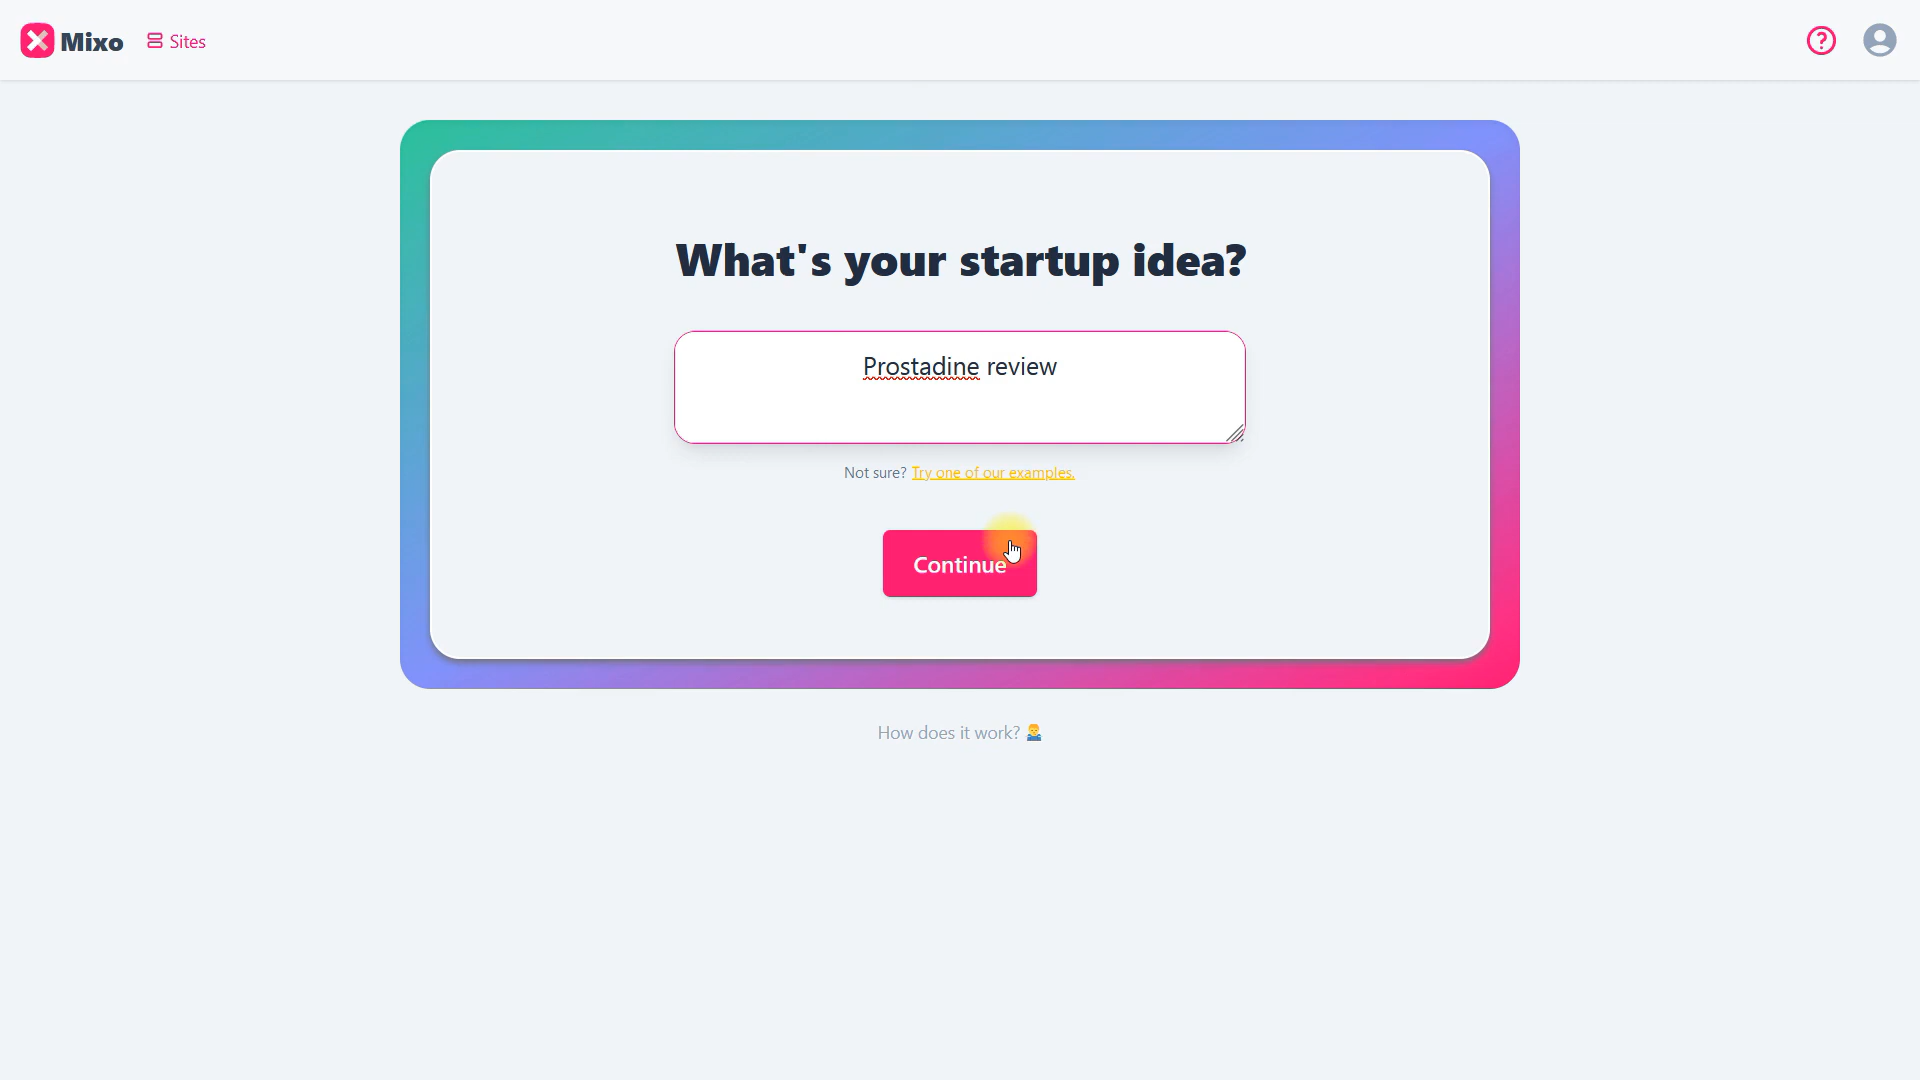 Mixo
Sites
What's your startup idea?
Prostadine review
Not sure? Try one of our examples.
Continue
How does it work?